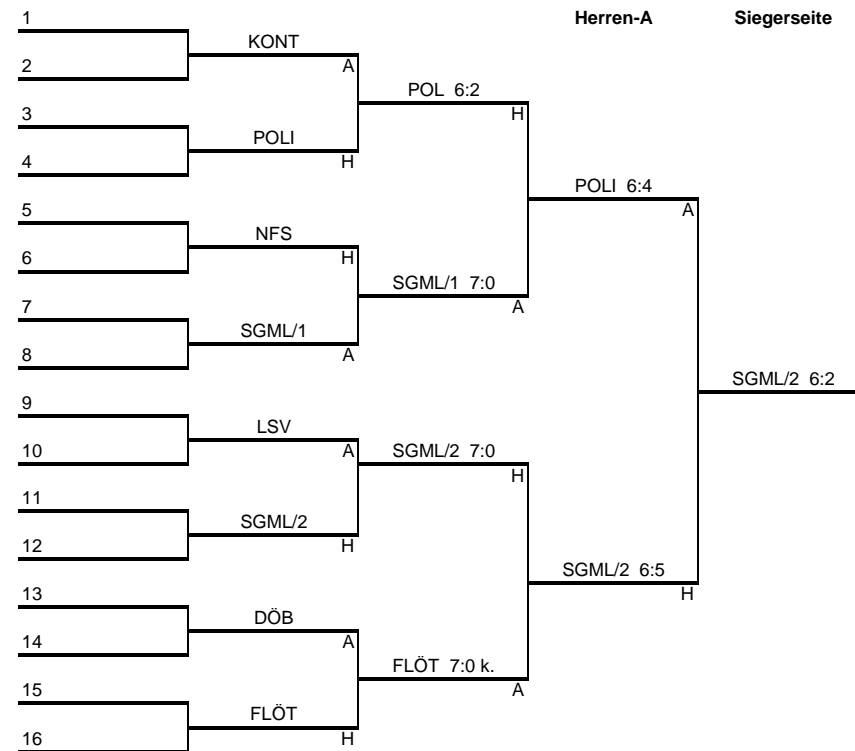 1 Herren-A Siegerseite
KONT
2 A
POL 6:2
3 H
POLI
4 H
POLI 6:4
5 A
NFS
6 H
SGML/1 7:0
7 A
SGML/1
8 A
SGML/2 6:2
9
LSV
10 A SGML/2 7:0
H
11
SGML/2
12 H
SGML/2 6:5
13 H
DÖB
14 A
FLÖT 7:0 k.
15 A
FLÖT
16 H